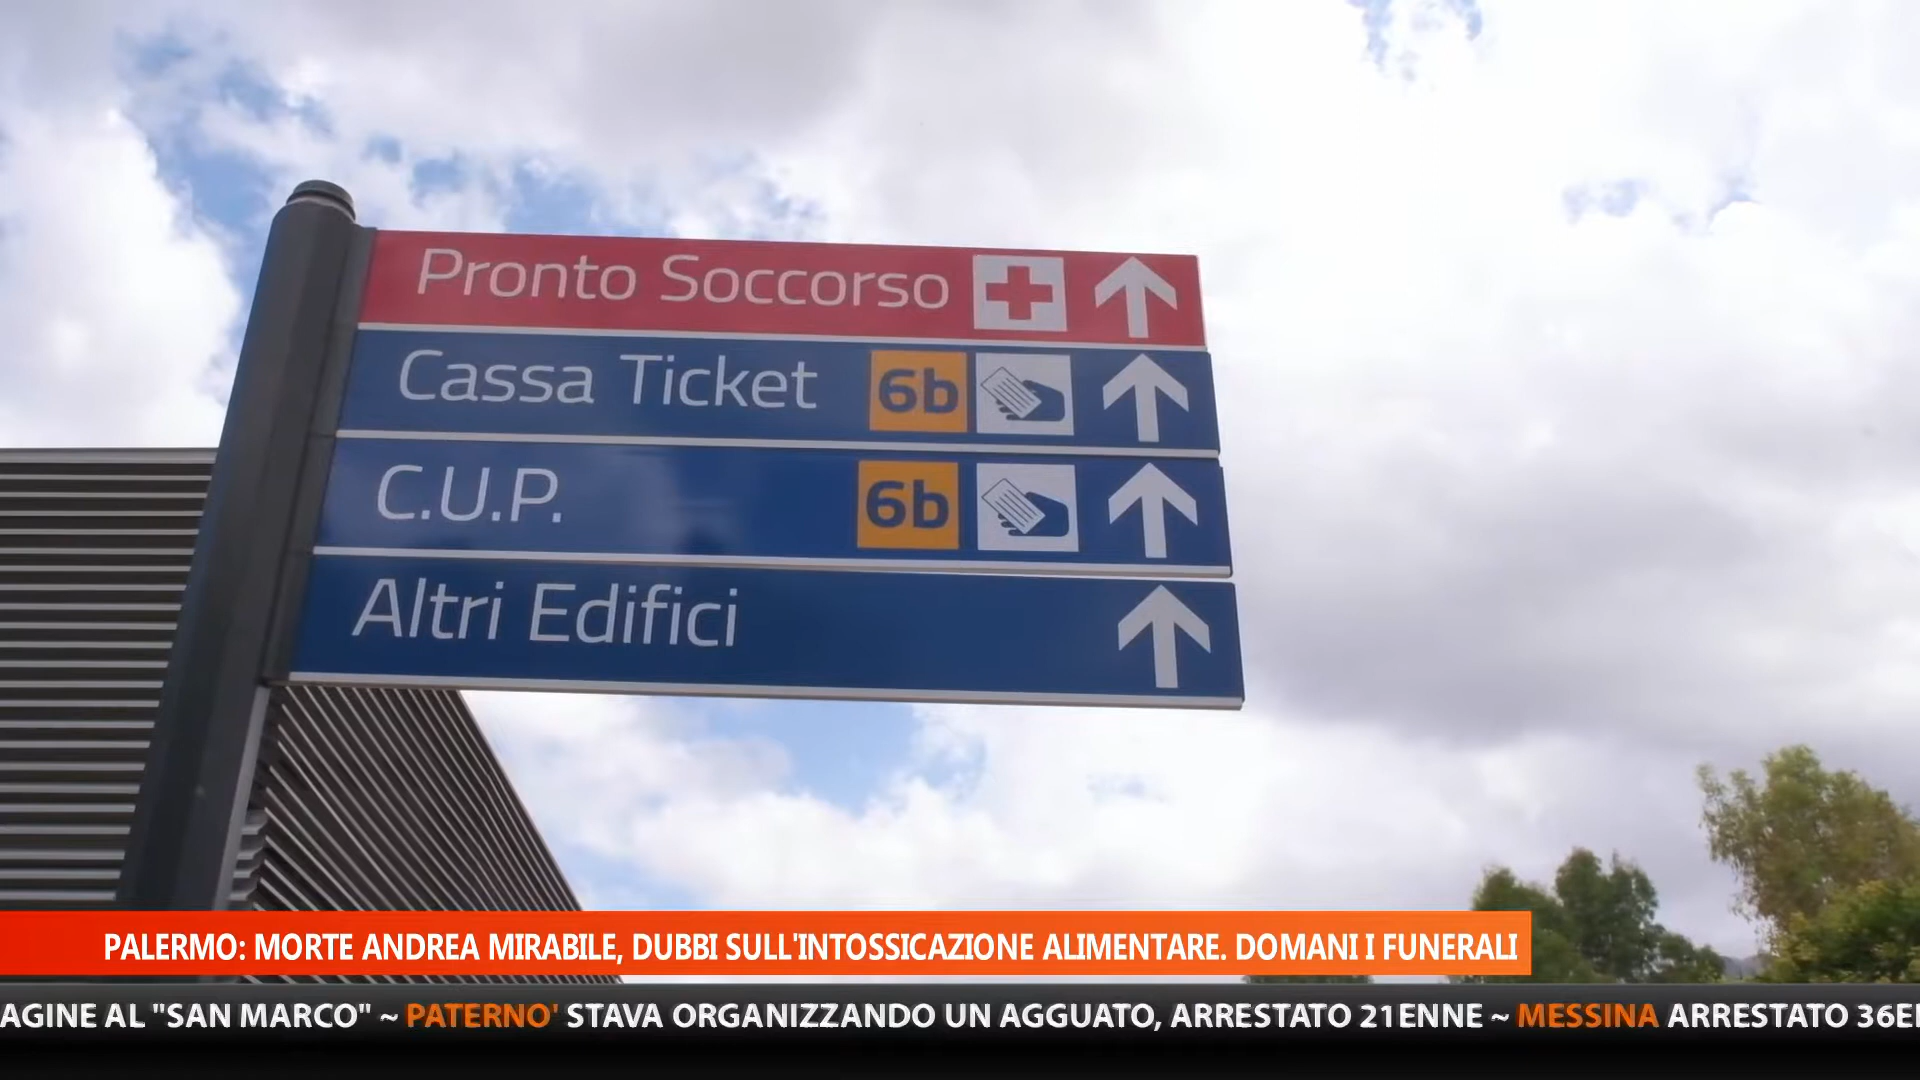 Pronto Soccorso
Cassa Ticket 6b
C.U.P. 6b
Altri Edifici
PALERMO: MORTE ANDREA MIRABILE, DUBBI SULL'INTOSSICAZIONE ALIMENTARE. DOMANI I FUNERALI
AGINE AL "SAN MARCO" ~ PATERNO' STAVA ORGANIZZANDO UN AGGUATO, ARRESTATO 21ENNE ~ MESSINA ARRESTATO 36E